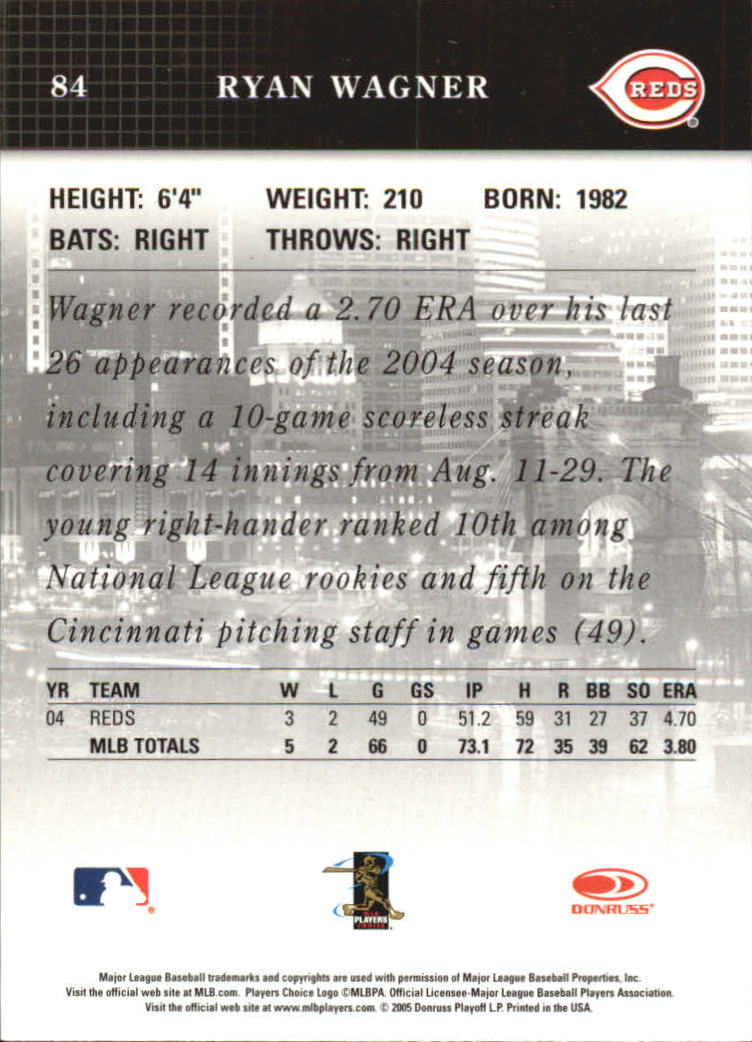 84 RYAN WAGNER REDS
HEIGHT: 6'4" WEIGHT: 210 BORN: 1982
BATS: RIGHT THROWS: RIGHT
Wagner recorded a 2.70 ERA over his last
26 appearances of the 2004 season,
including a 10-game scoreless streak
covering 14 innings from Aug. 11-29. The
young right-hander ranked 10th among
National League rookies and fifth on the
Cincinnati pitching staff in games (49).
YR TEAM W L G GS IP H R BB SO ERA
04 REDS 3 2 49 0 51.2 59 31 27 37 4.70
MLB TOTALS 5 2 66 0 73.1 72 35 39 62 3.80
PLAYERS
DONRUSS
Major League Baseball trademarks and copyrights are used with permission of Major League Baseball Properties, Inc.
Visit the official web site at MLB.com. Players Choice Logo ©MLBPA. Official Licensee-Major League Baseball Players Association.
Visit the official web site at www.mlbplayers.com. © 2005 Donruss Playoff L.P. Printed in the USA.